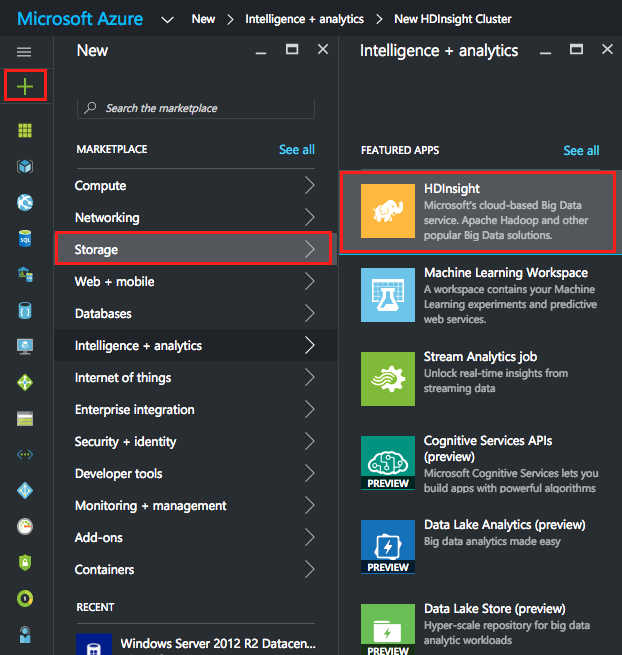 Microsoft Azure New > Intelligence + analytics > New HDInsight Cluster
New
Search the marketplace
MARKETPLACE See all
Compute
Networking
Storage
Web + mobile
Databases
Intelligence + analytics
Internet of things
Enterprise integration
Security + identity
Developer tools
Monitoring + management
Add-ons
Containers
RECENT
Windows Server 2012 R2 Datacen...
Intelligence + analytics
FEATURED APPS See all
HDInsight
Microsoft's cloud-based Big Data
service. Apache Hadoop and other
popular Big Data solutions.
Machine Learning Workspace
A workspace contains your Machine
Learning experiments and predictive
web services.
Stream Analytics job
Unlock real-time insights from
streaming data
Cognitive Services APIs
(preview)
Microsoft Cognitive Services lets you
build apps with powerful algorithms
PREVIEW
Data Lake Analytics (preview)
Big data analytics made easy
PREVIEW
Data Lake Store (preview)
Hyper-scale repository for big data
analytic workloads
PREVIEW
SQL